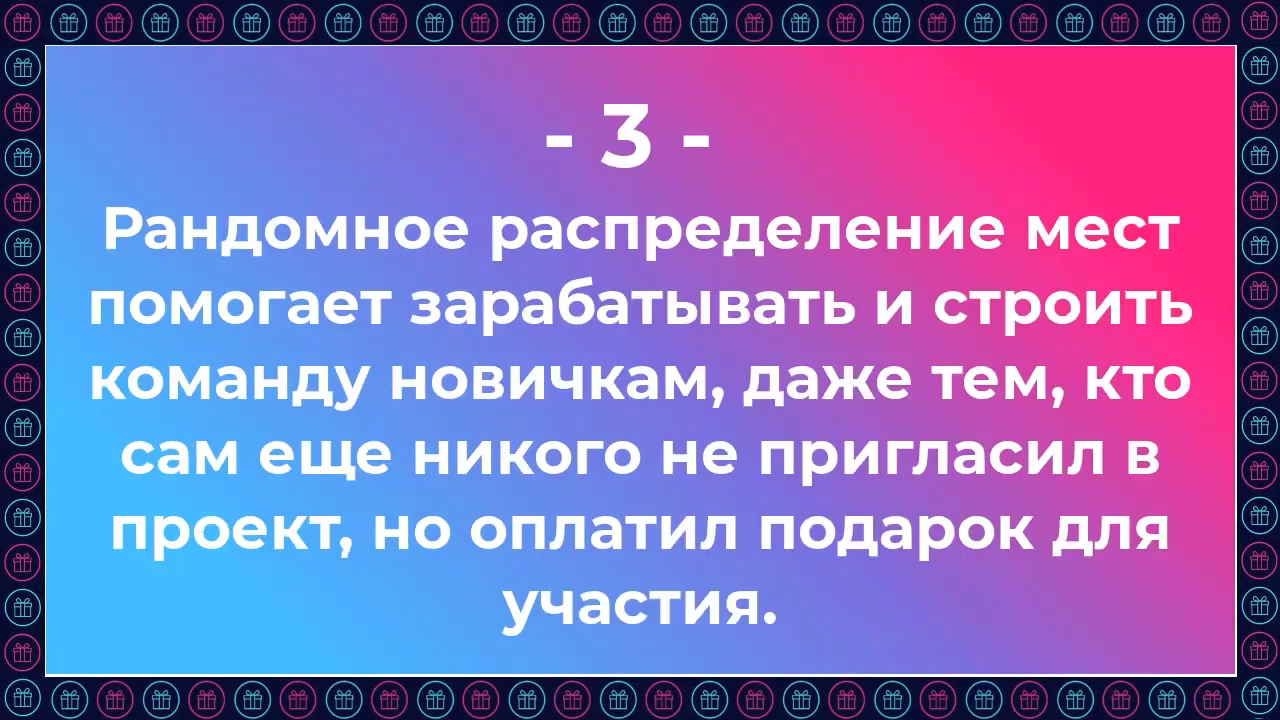 - 3 -
Рандомное распределение мест
помогает зарабатывать и строить
команду новичкам, даже тем, кто
сам еще никого не пригласил в
проект, но оплатил подарок для
участия.